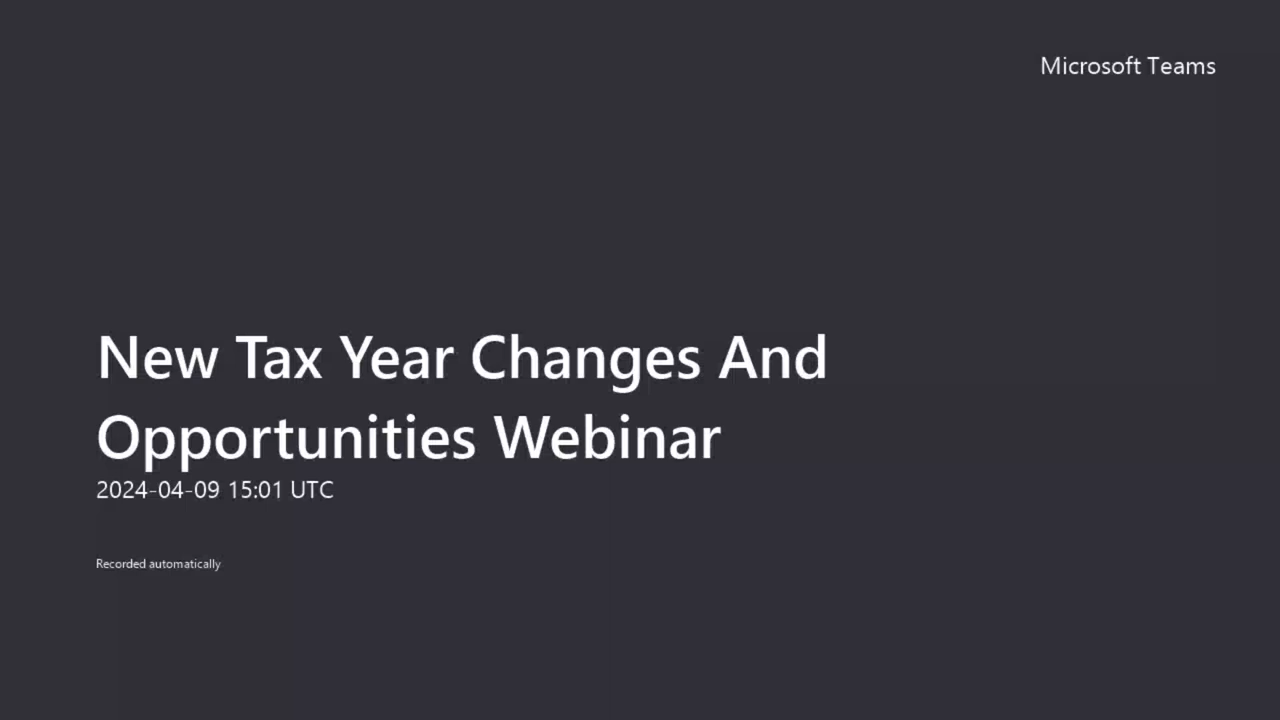 Microsoft Teams
New Tax Year Changes And
Opportunities Webinar
2024-04-09 15:01 UTC
Recorded automatically